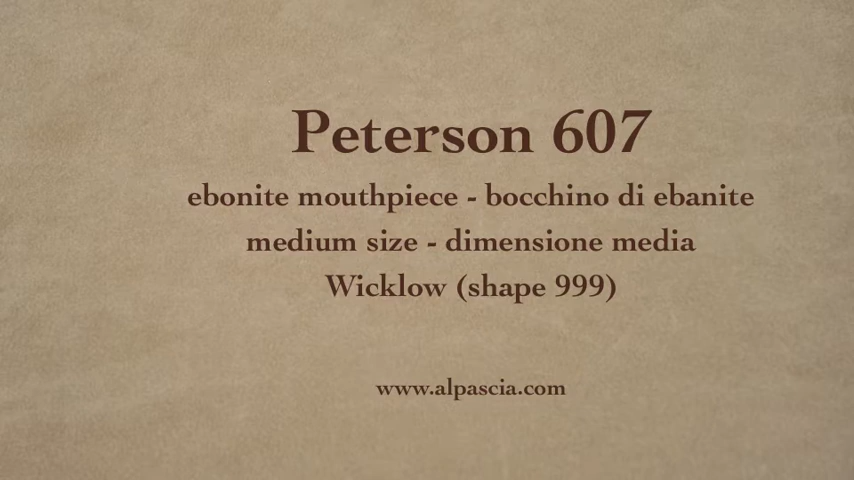 Peterson 607
ebonite mouthpiece - bocchino di ebanite
medium size - dimensione media
Wicklow (shape 999)
www.alpascia.com